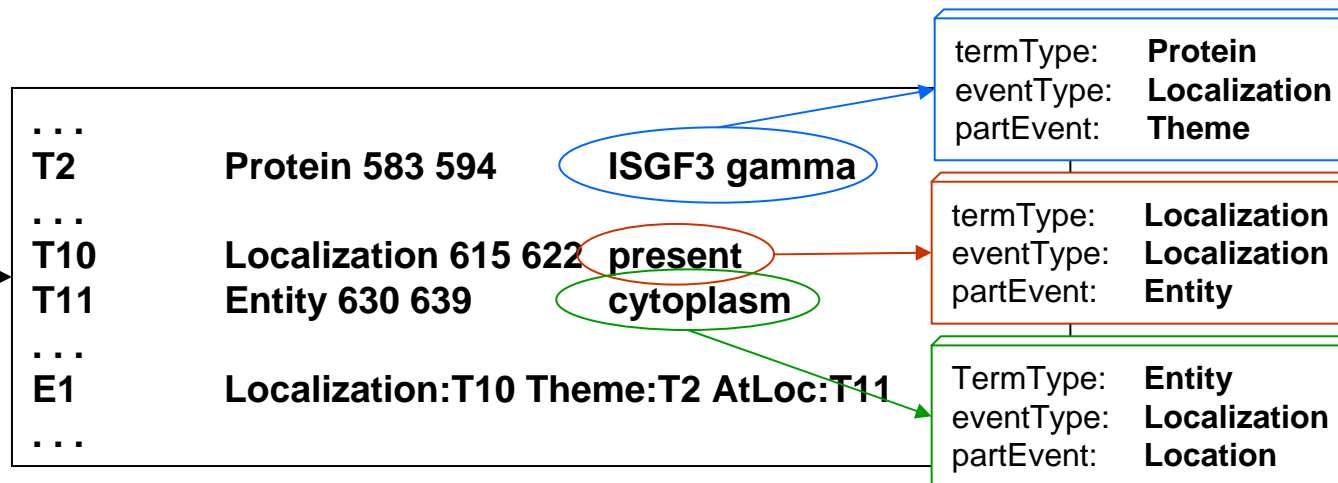 . . .
T2 Protein 583 594 ISGF3 gamma
. . .
T10 Localization 615 622 present
T11 Entity 630 639 cytoplasm
. . .
E1 Localization:T10 Theme:T2 AtLoc:T11
. . .
termType: Protein
eventType: Localization
partEvent: Theme
termType: Localization
eventType: Localization
partEvent: Entity
TermType: Entity
eventType: Localization
partEvent: Location